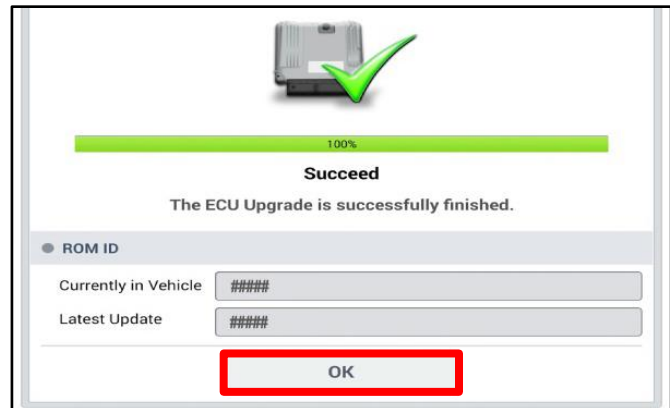 100%
Succeed
The ECU Upgrade is successfully finished.
ROM ID
Currently in Vehicle #####
Latest Update #####
OK